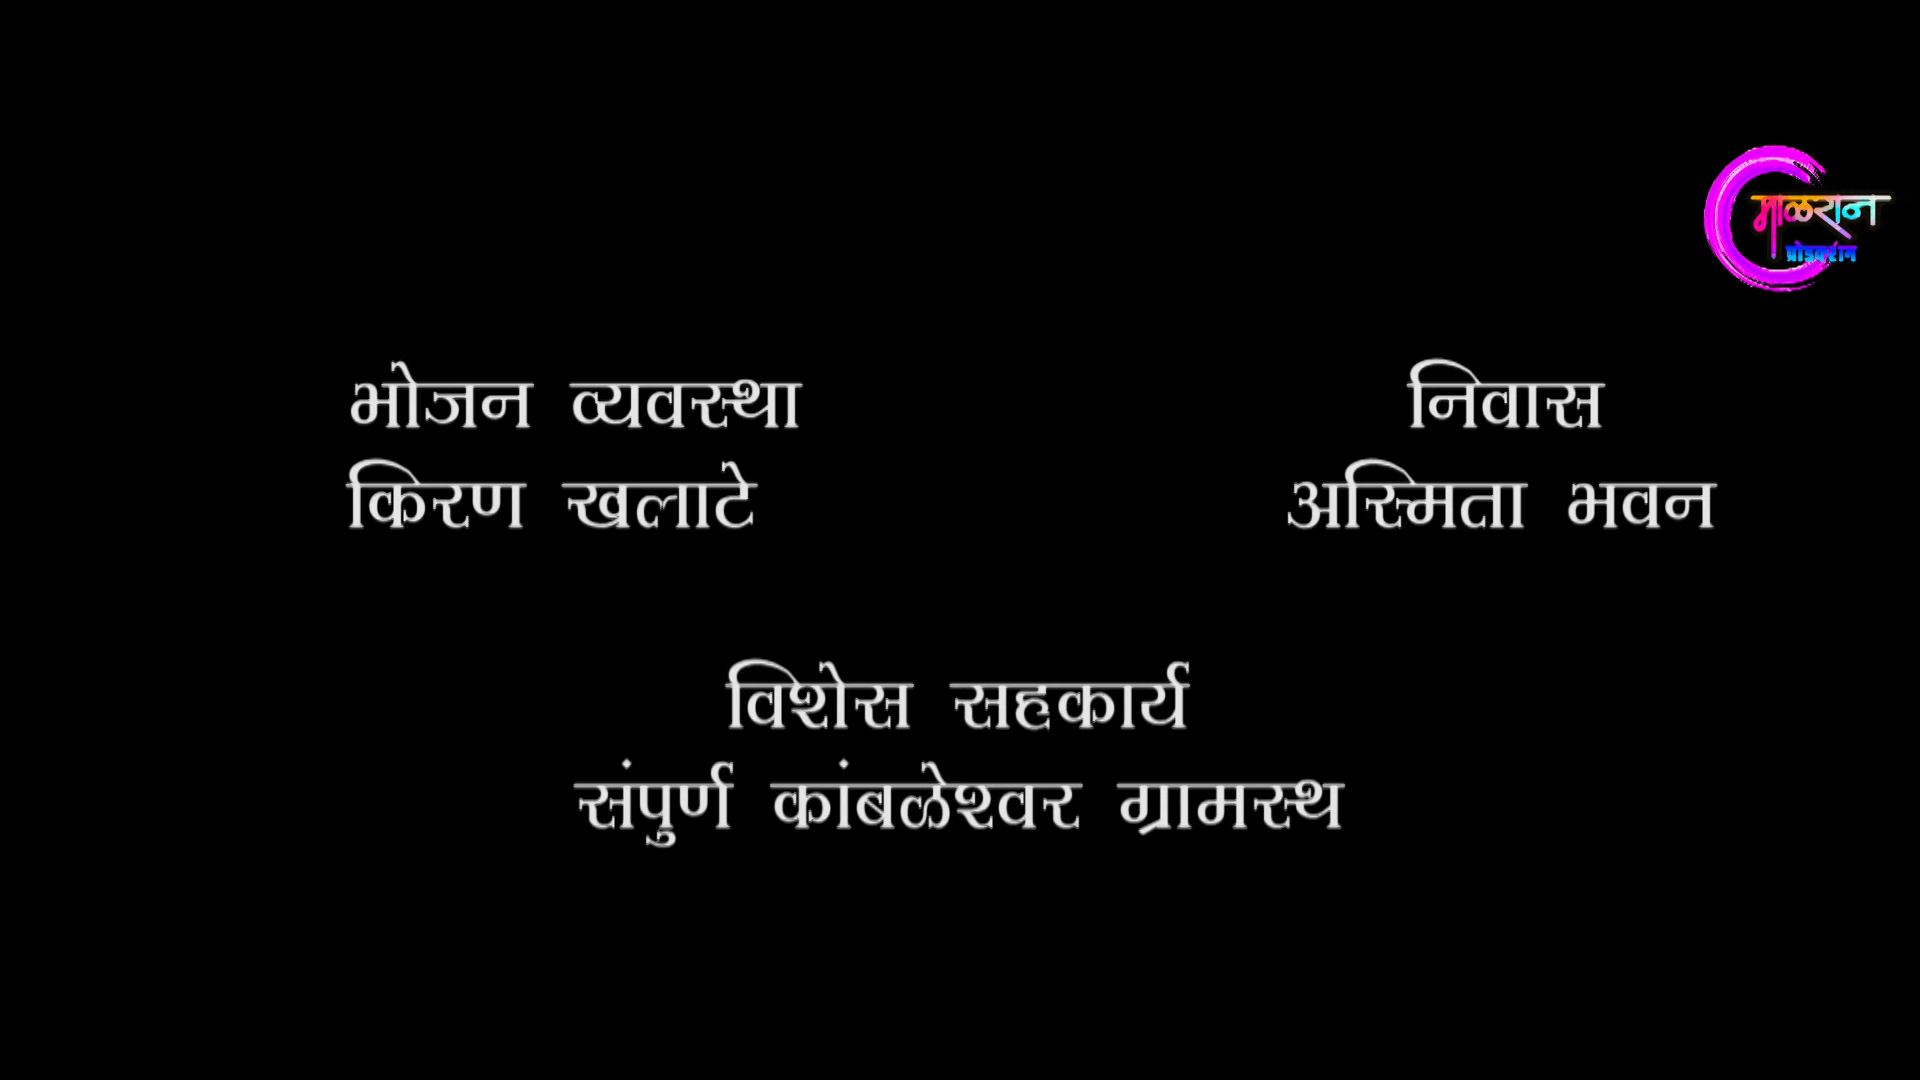 माळरान
प्रोडक्शन
भोजन व्यवस्था
किरण खलाटे
निवास
अस्मिता भवन
विशेस सहकार्य
संपुर्ण कांबळेश्वर ग्रामस्थ